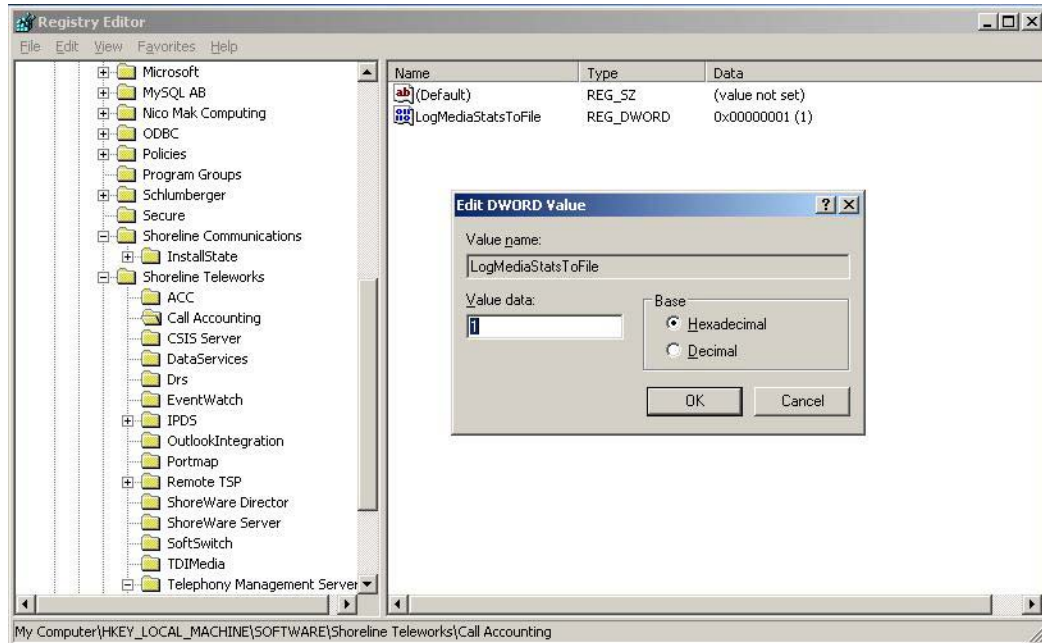 Registry Editor
File Edit View Favorites Help
Microsoft
MySQL AB
Nico Mak Computing
ODBC
Policies
Program Groups
Schlumberger
Secure
Shoreline Communications
InstallState
Shoreline Teleworks
ACC
Call Accounting
CSIS Server
DataServices
Drs
EventWatch
IPDS
OutlookIntegration
Portmap
Remote TSP
ShoreWare Director
ShoreWare Server
SoftSwitch
TDIMedia
Telephony Management Server
Name Type Data
ab (Default) REG_SZ (value not set)
LogMediaStatsToFile REG_DWORD 0x00000001 (1)
Edit DWORD Value
Value name:
LogMediaStatsToFile
Value data:
1
Base
Hexadecimal
Decimal
OK Cancel
My Computer\HKEY_LOCAL_MACHINE\SOFTWARE\Shoreline Teleworks\Call Accounting